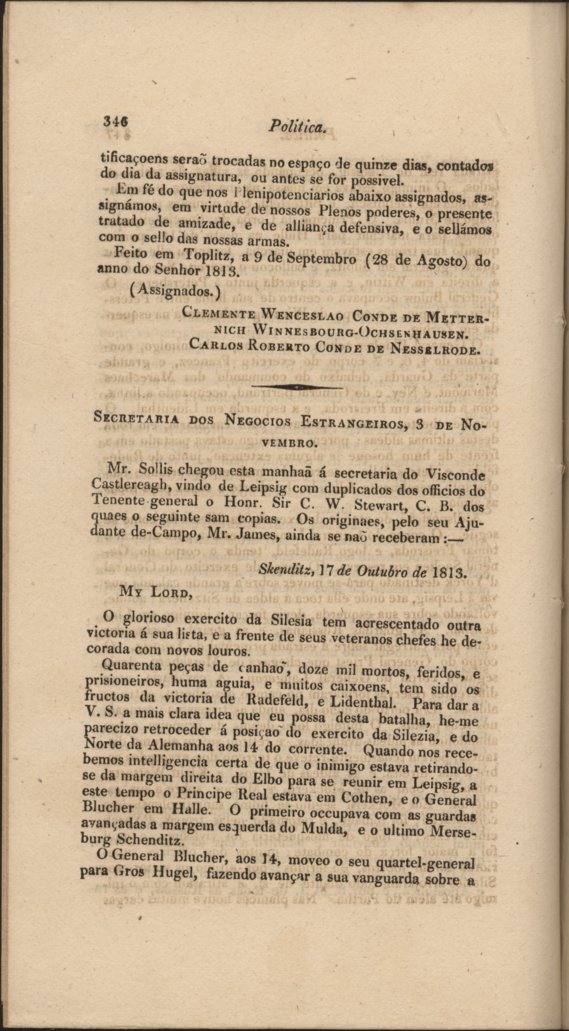 346
Politica.
tificaçoens seraõ trocadas no espaço de quinze dias, contados
do dia da assignatura, ou antes se for possivel.
Em fé do que nos Plenipotenciarios abaixo assignados, as-
signámos, em virtude de nossos Plenos poderes, o presente
tratado de amizade, e de alliança defensiva, e o sellámos
com o sello das nossas armas.
Feito em Toplitz, a 9 de Septembro (28 de Agosto) do
anno do Senhor 1813.
(Assignados.)
Clemente Wenceslao Conde de Metter-
nich Winnesbourg-Ochsenhausen.
Carlos Roberto Conde de Nesselrode.
Secretaria dos Negocios Estrangeiros, 3 de No-
vembro.
Mr. Sollis chegou esta manhaã á secretaria do Visconde
Castlereagh, vindo de Leipsig com duplicados dos officios do
Tenente general o Honr. Sir C. W. Stewart, C. B. dos
quaes o seguinte sam copias. Os originaes, pelo seu Aju-
dante de-Campo, Mr. James, ainda se naõ receberam:—
Skenditz, 17 de Outubro de 1813.
My Lord,
O glorioso exercito da Silesia tem acrescentado outra
victoria á sua lista, e a frente de seus veteranos chefes he de-
corada com novos louros.
Quarenta peças de canhaõ, doze mil mortos, feridos, e
prisioneiros, huma aguia, e muitos caixoens, tem sido os
fructos da victoria de Radefeld, e Lidenthal. Para dar a
V. S. a mais clara idea que eu possa desta batalha, he-me
parecizo retroceder á posiçaõ do exercito da Silezia, e do
Norte da Alemanha aos 14 do corrente. Quando nos rece-
bemos intelligencia certa de que o inimigo estava retirando-
se da margem direita do Elbo para se reunir em Leipsig, a
este tempo o Principe Real estava em Cothen, e o General
Blucher em Halle. O primeiro occupava com as guardas
avançadas a margem esquerda do Mulda, e o ultimo Merse-
burg Schenditz.
O General Blucher, aos 14, moveo o seu quartel-general
para Gros Hugel, fazendo avançar a sua vanguarda sobre a